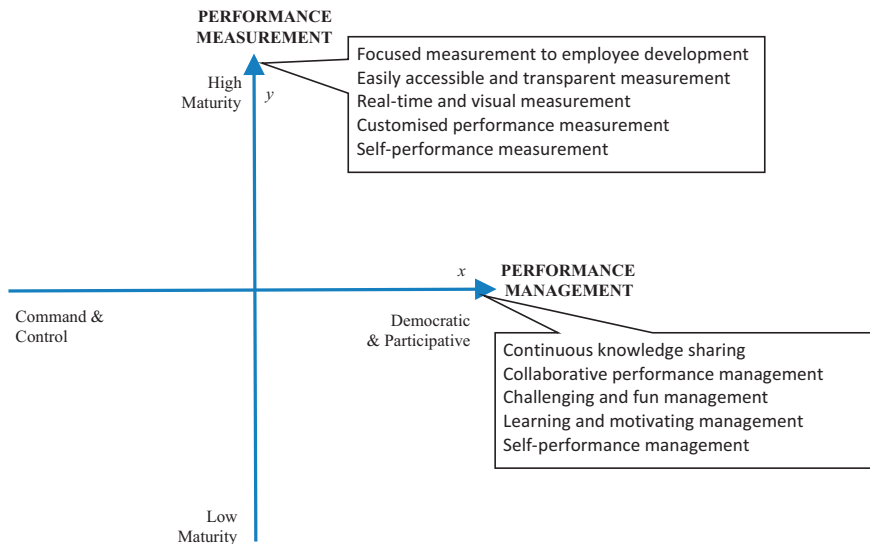 PERFORMANCE
MEASUREMENT
High
Maturity
y
Focused measurement to employee development
Easily accessible and transparent measurement
Real-time and visual measurement
Customised performance measurement
Self-performance measurement
x
PERFORMANCE
MANAGEMENT
Command &
Control
Democratic
& Participative
Continuous knowledge sharing
Collaborative performance management
Challenging and fun management
Learning and motivating management
Self-performance management
Low
Maturity